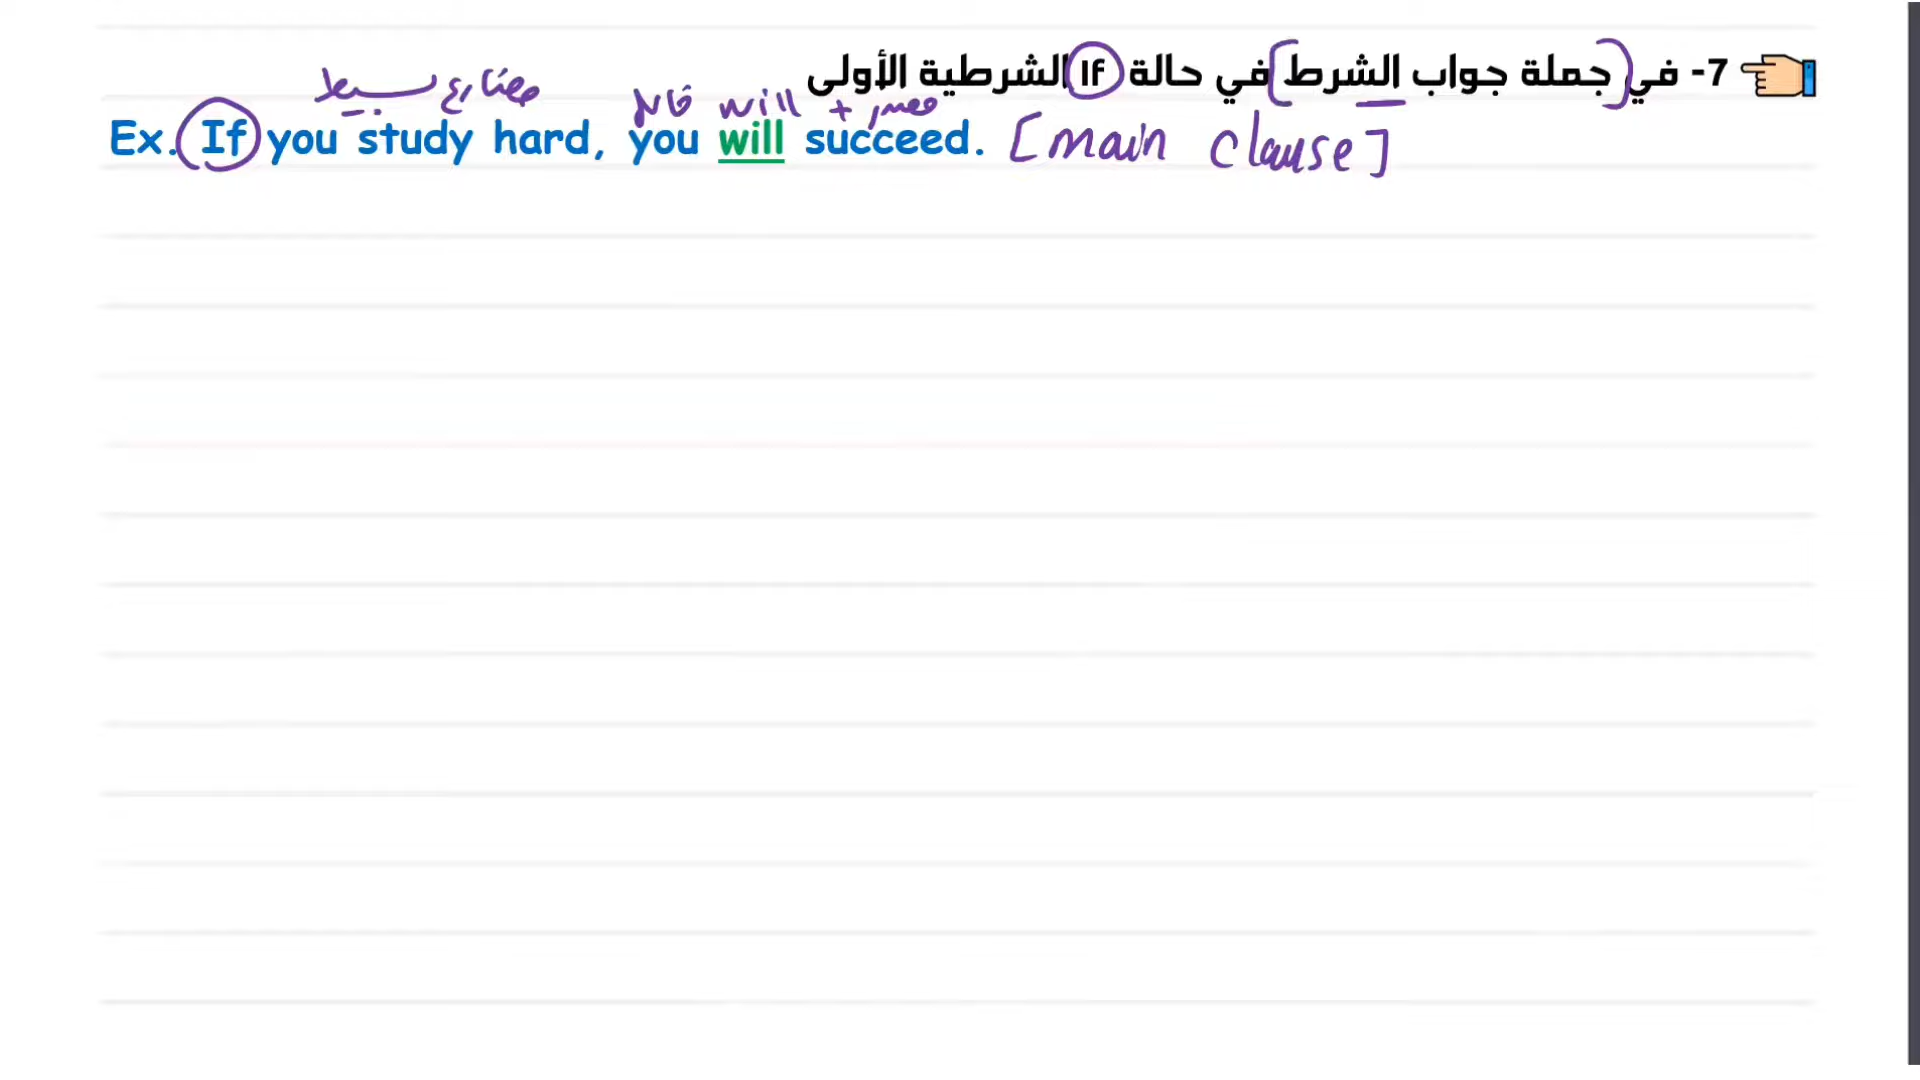 7- في (جملة جواب الشرط) في حالة If الشرطية الأولى
مضارع بسيط فاعل will + مصدر
Ex. If you study hard, you will succeed. [main clause]